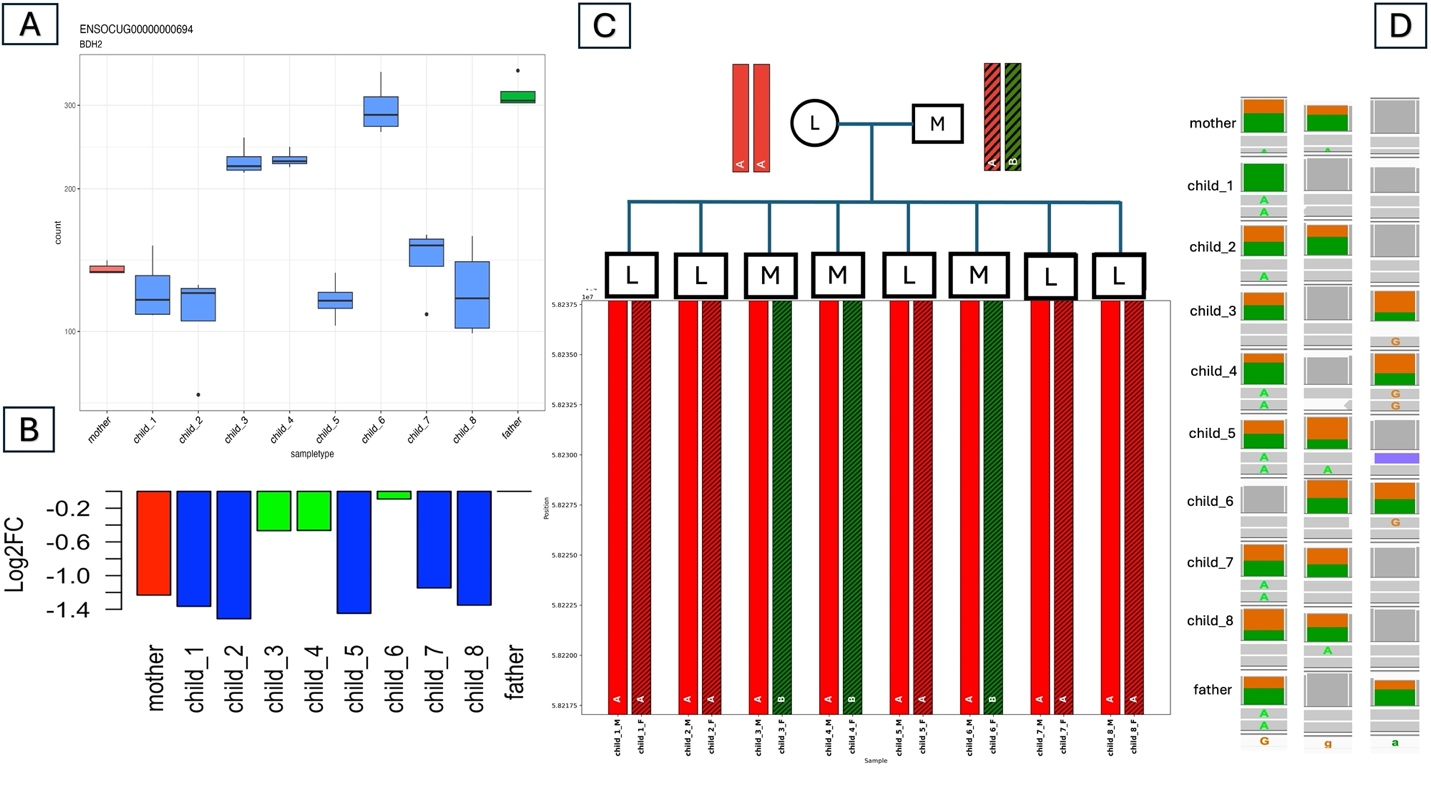 A
ENSOCUG00000000694
BDH2
300
200
100
count
mother
child_1
child_2
child_3
child_4
child_5
child_6
child_7
child_8
father
sampletype
B
Log2FC
-0.2
-0.6
-1.0
-1.4
mother
child_1
child_2
child_3
child_4
child_5
child_6
child_7
child_8
father
C
A A
L
M
A B
L L M M L M L L
1e7
5.82375
5.82350
5.82325
5.82300
5.82275
5.82250
5.82225
5.82200
5.82175
Position
A A A A A B A B A A A B A A A A
child_1_M
child_1_F
child_2_M
child_2_F
child_3_M
child_3_F
child_4_M
child_4_F
child_5_M
child_5_F
child_6_M
child_6_F
child_7_M
child_7_F
child_8_M
child_8_F
Sample
D
mother
child_1
A
A
child_2
A
child_3
G
child_4
A G
A G
child_5
A
A A
child_6
G
child_7
A
A
child_8
A
father
A
A
G g a